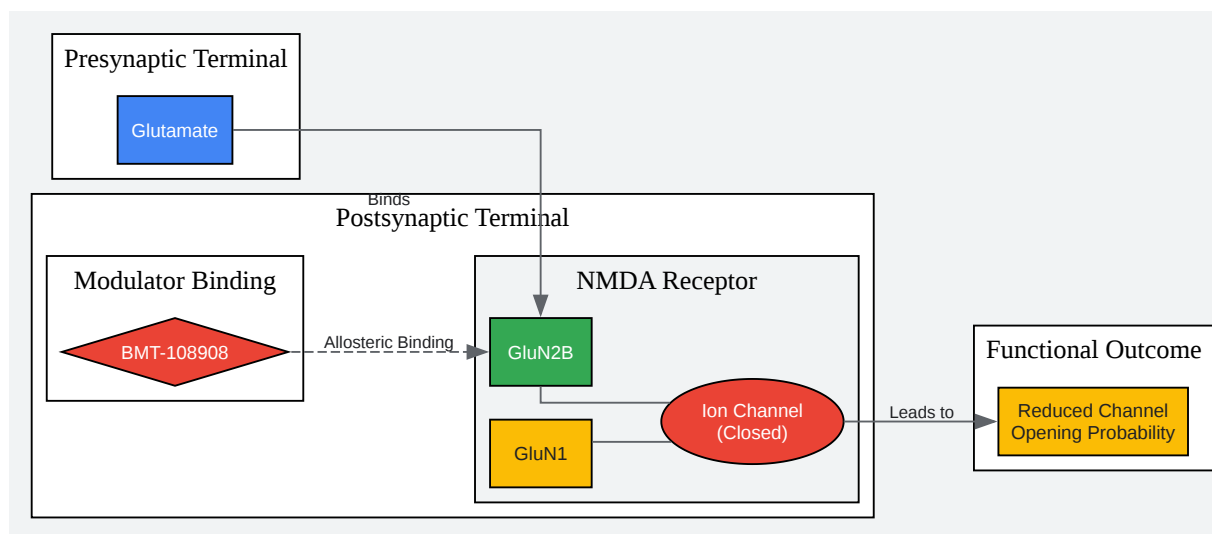 Presynaptic Terminal
Glutamate
Binds
Postsynaptic Terminal
Modulator Binding
BMT-108908
Allosteric Binding
NMDA Receptor
GluN2B
GluN1
Ion Channel
(Closed)
Leads to
Functional Outcome
Reduced Channel
Opening Probability